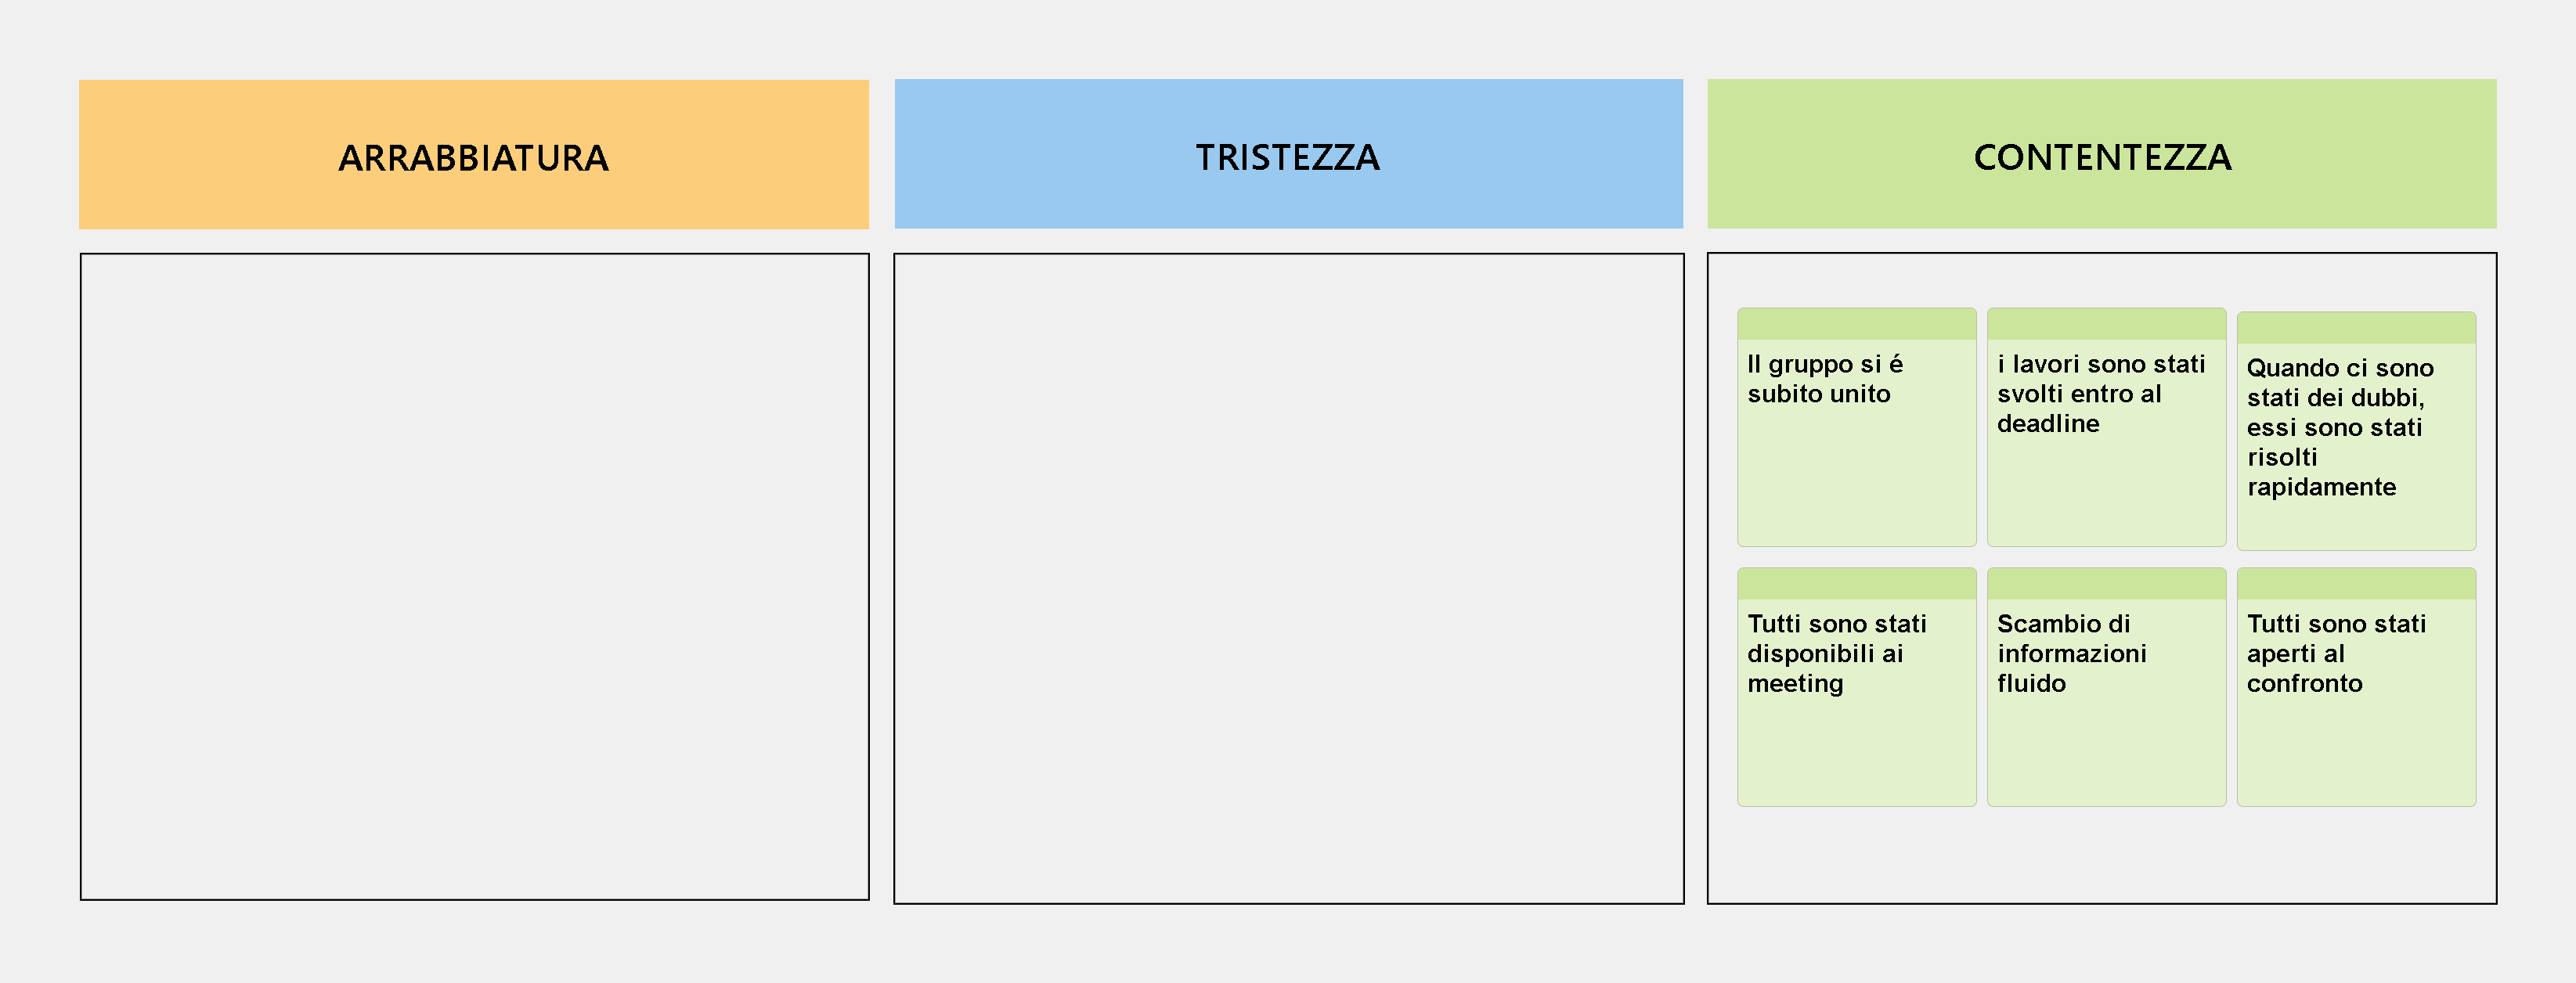 ARRABBIATURA
TRISTEZZA
CONTENTEZZA
Il gruppo si é
subito unito
i lavori sono stati
svolti entro al
deadline
Quando ci sono
stati dei dubbi,
essi sono stati
risolti
rapidamente
Tutti sono stati
disponibili ai
meeting
Scambio di
informazioni
fluido
Tutti sono stati
aperti al
confronto